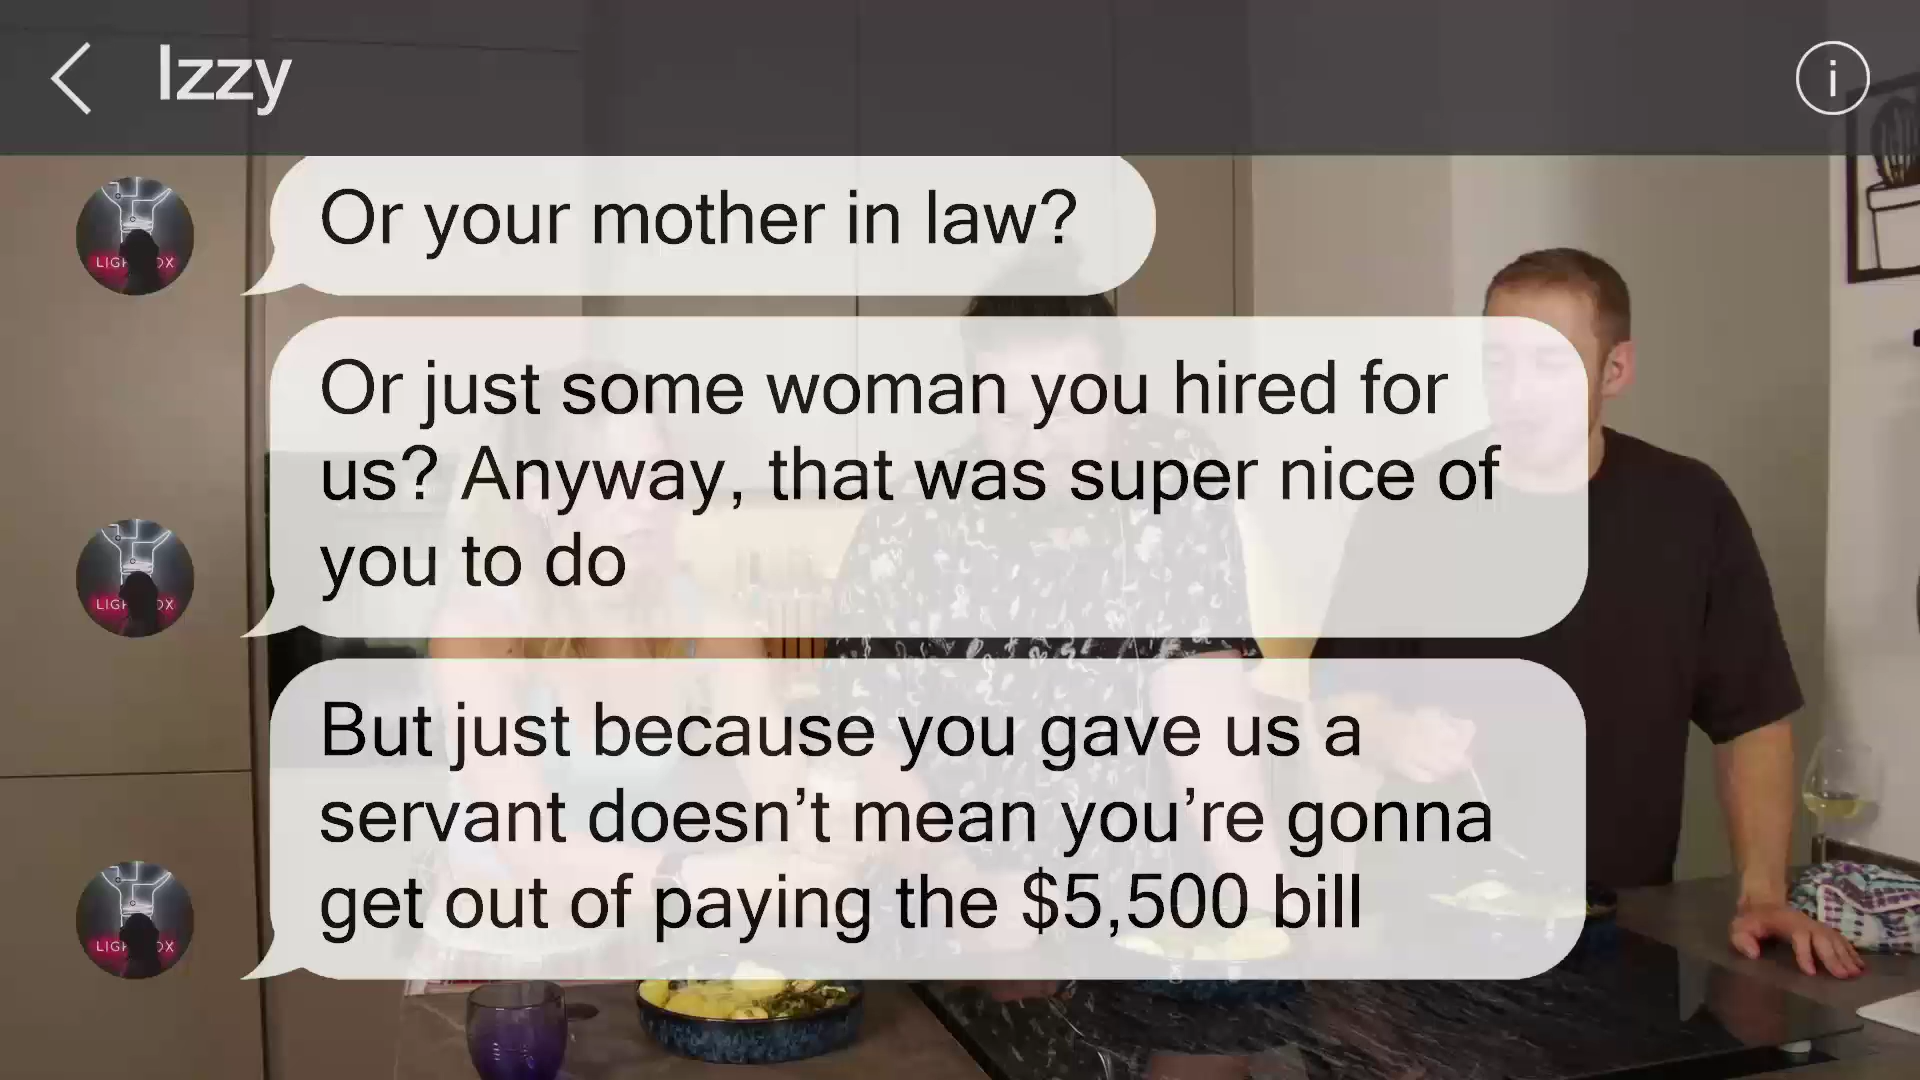 Izzy
i
Or your mother in law?
Or just some woman you hired for
us? Anyway, that was super nice of
you to do
But just because you gave us a
servant doesn’t mean you’re gonna
get out of paying the $5,500 bill